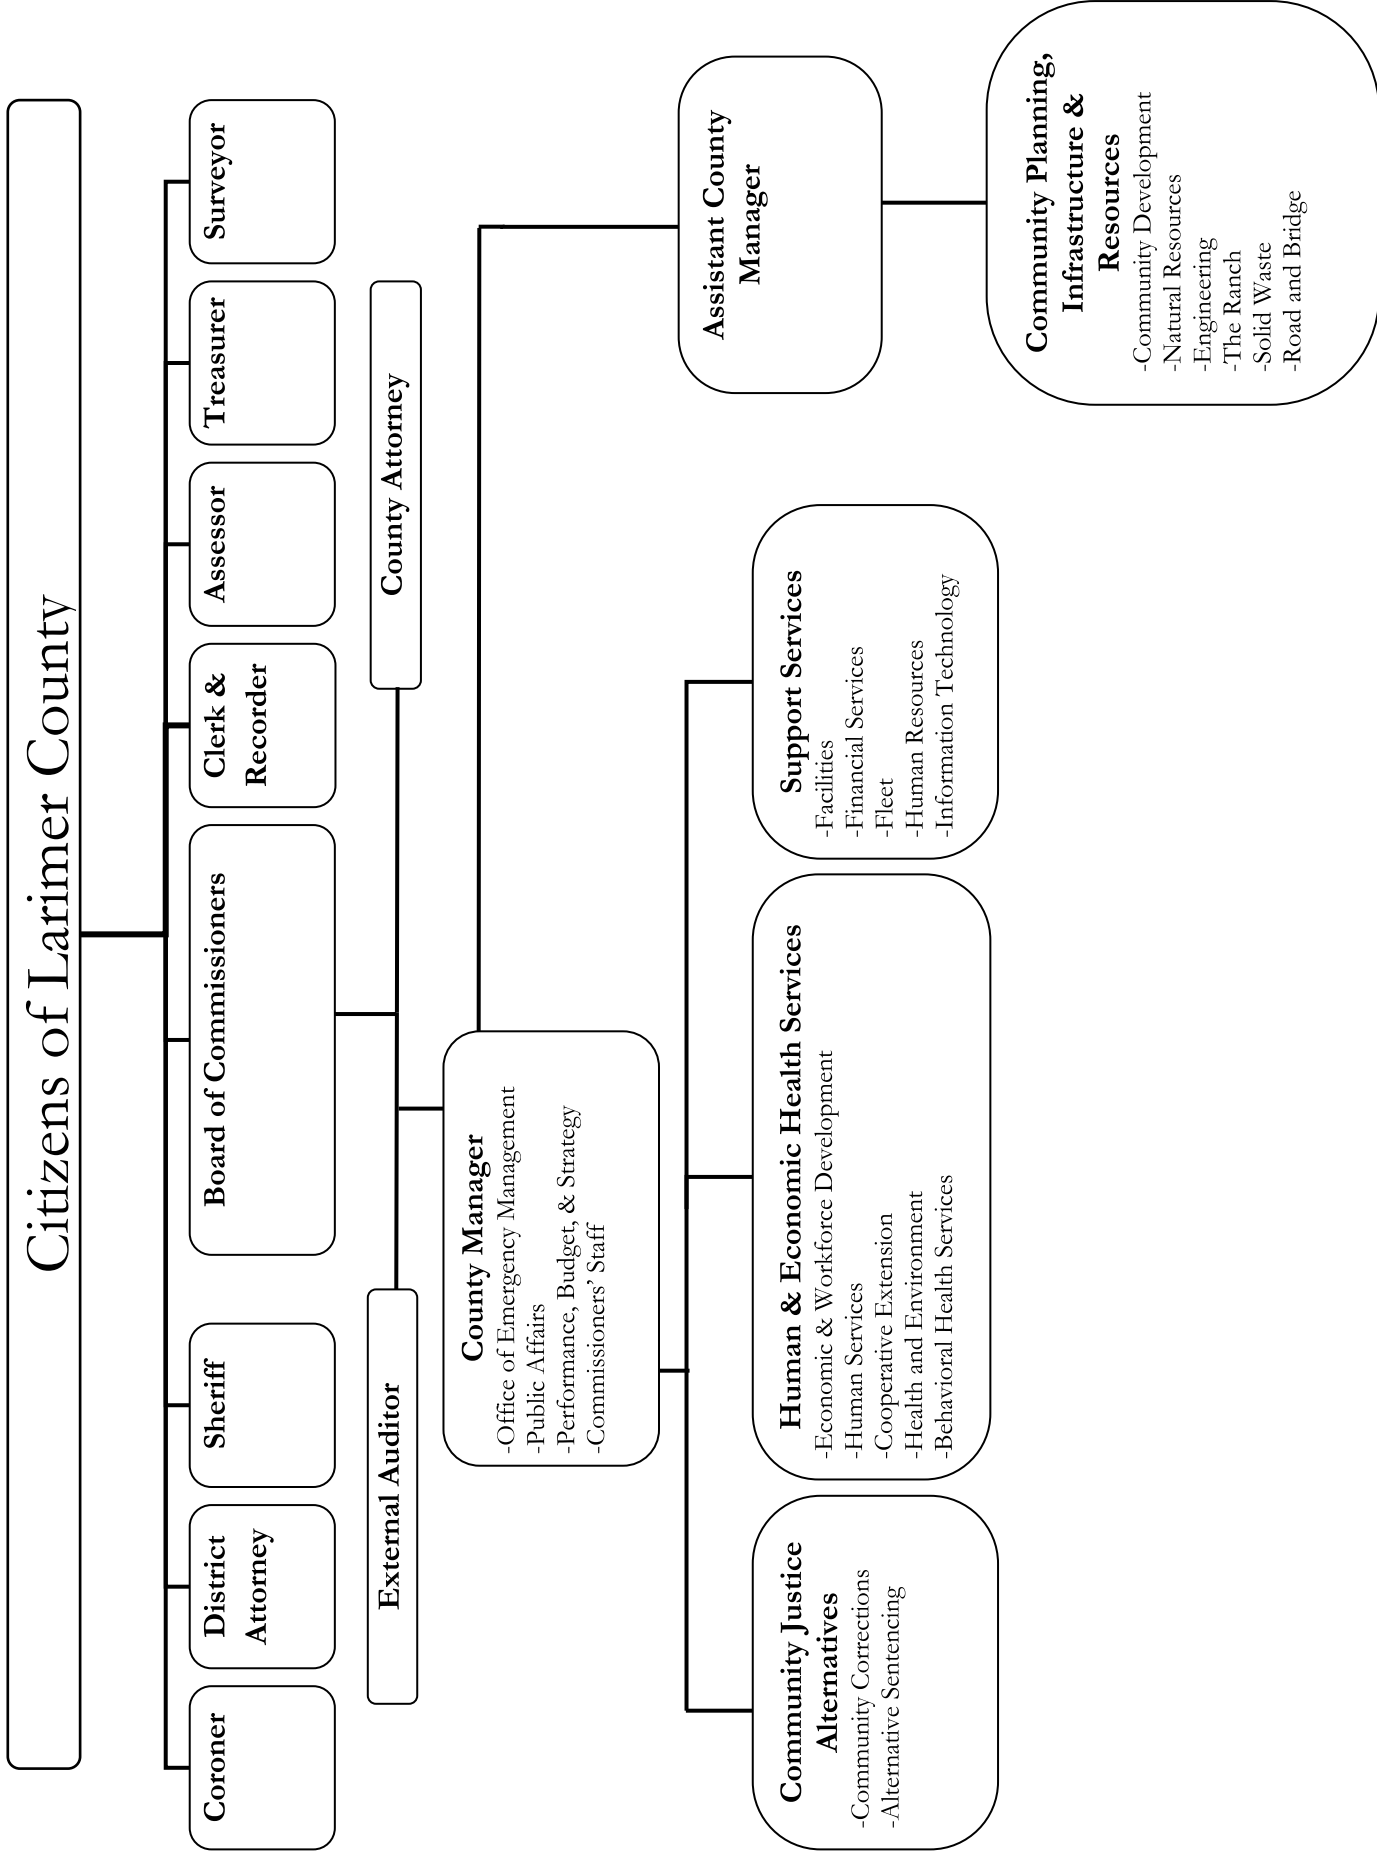 Citizens of Larimer County
Coroner
District
Attorney
Sheriff
Board of Commissioners
Clerk &
Recorder
Assessor
Treasurer
Surveyor
External Auditor
County Attorney
County Manager
-Office of Emergency Management
-Public Affairs
-Performance, Budget, & Strategy
-Commissioners’ Staff
Assistant County
Manager
Community Justice
Alternatives
-Community Corrections
-Alternative Sentencing
Human & Economic Health Services
-Economic & Workforce Development
-Human Services
-Cooperative Extension
-Health and Environment
-Behavioral Health Services
Support Services
-Facilities
-Financial Services
-Fleet
-Human Resources
-Information Technology
Community Planning,
Infrastructure &
Resources
-Community Development
-Natural Resources
-Engineering
-The Ranch
-Solid Waste
-Road and Bridge